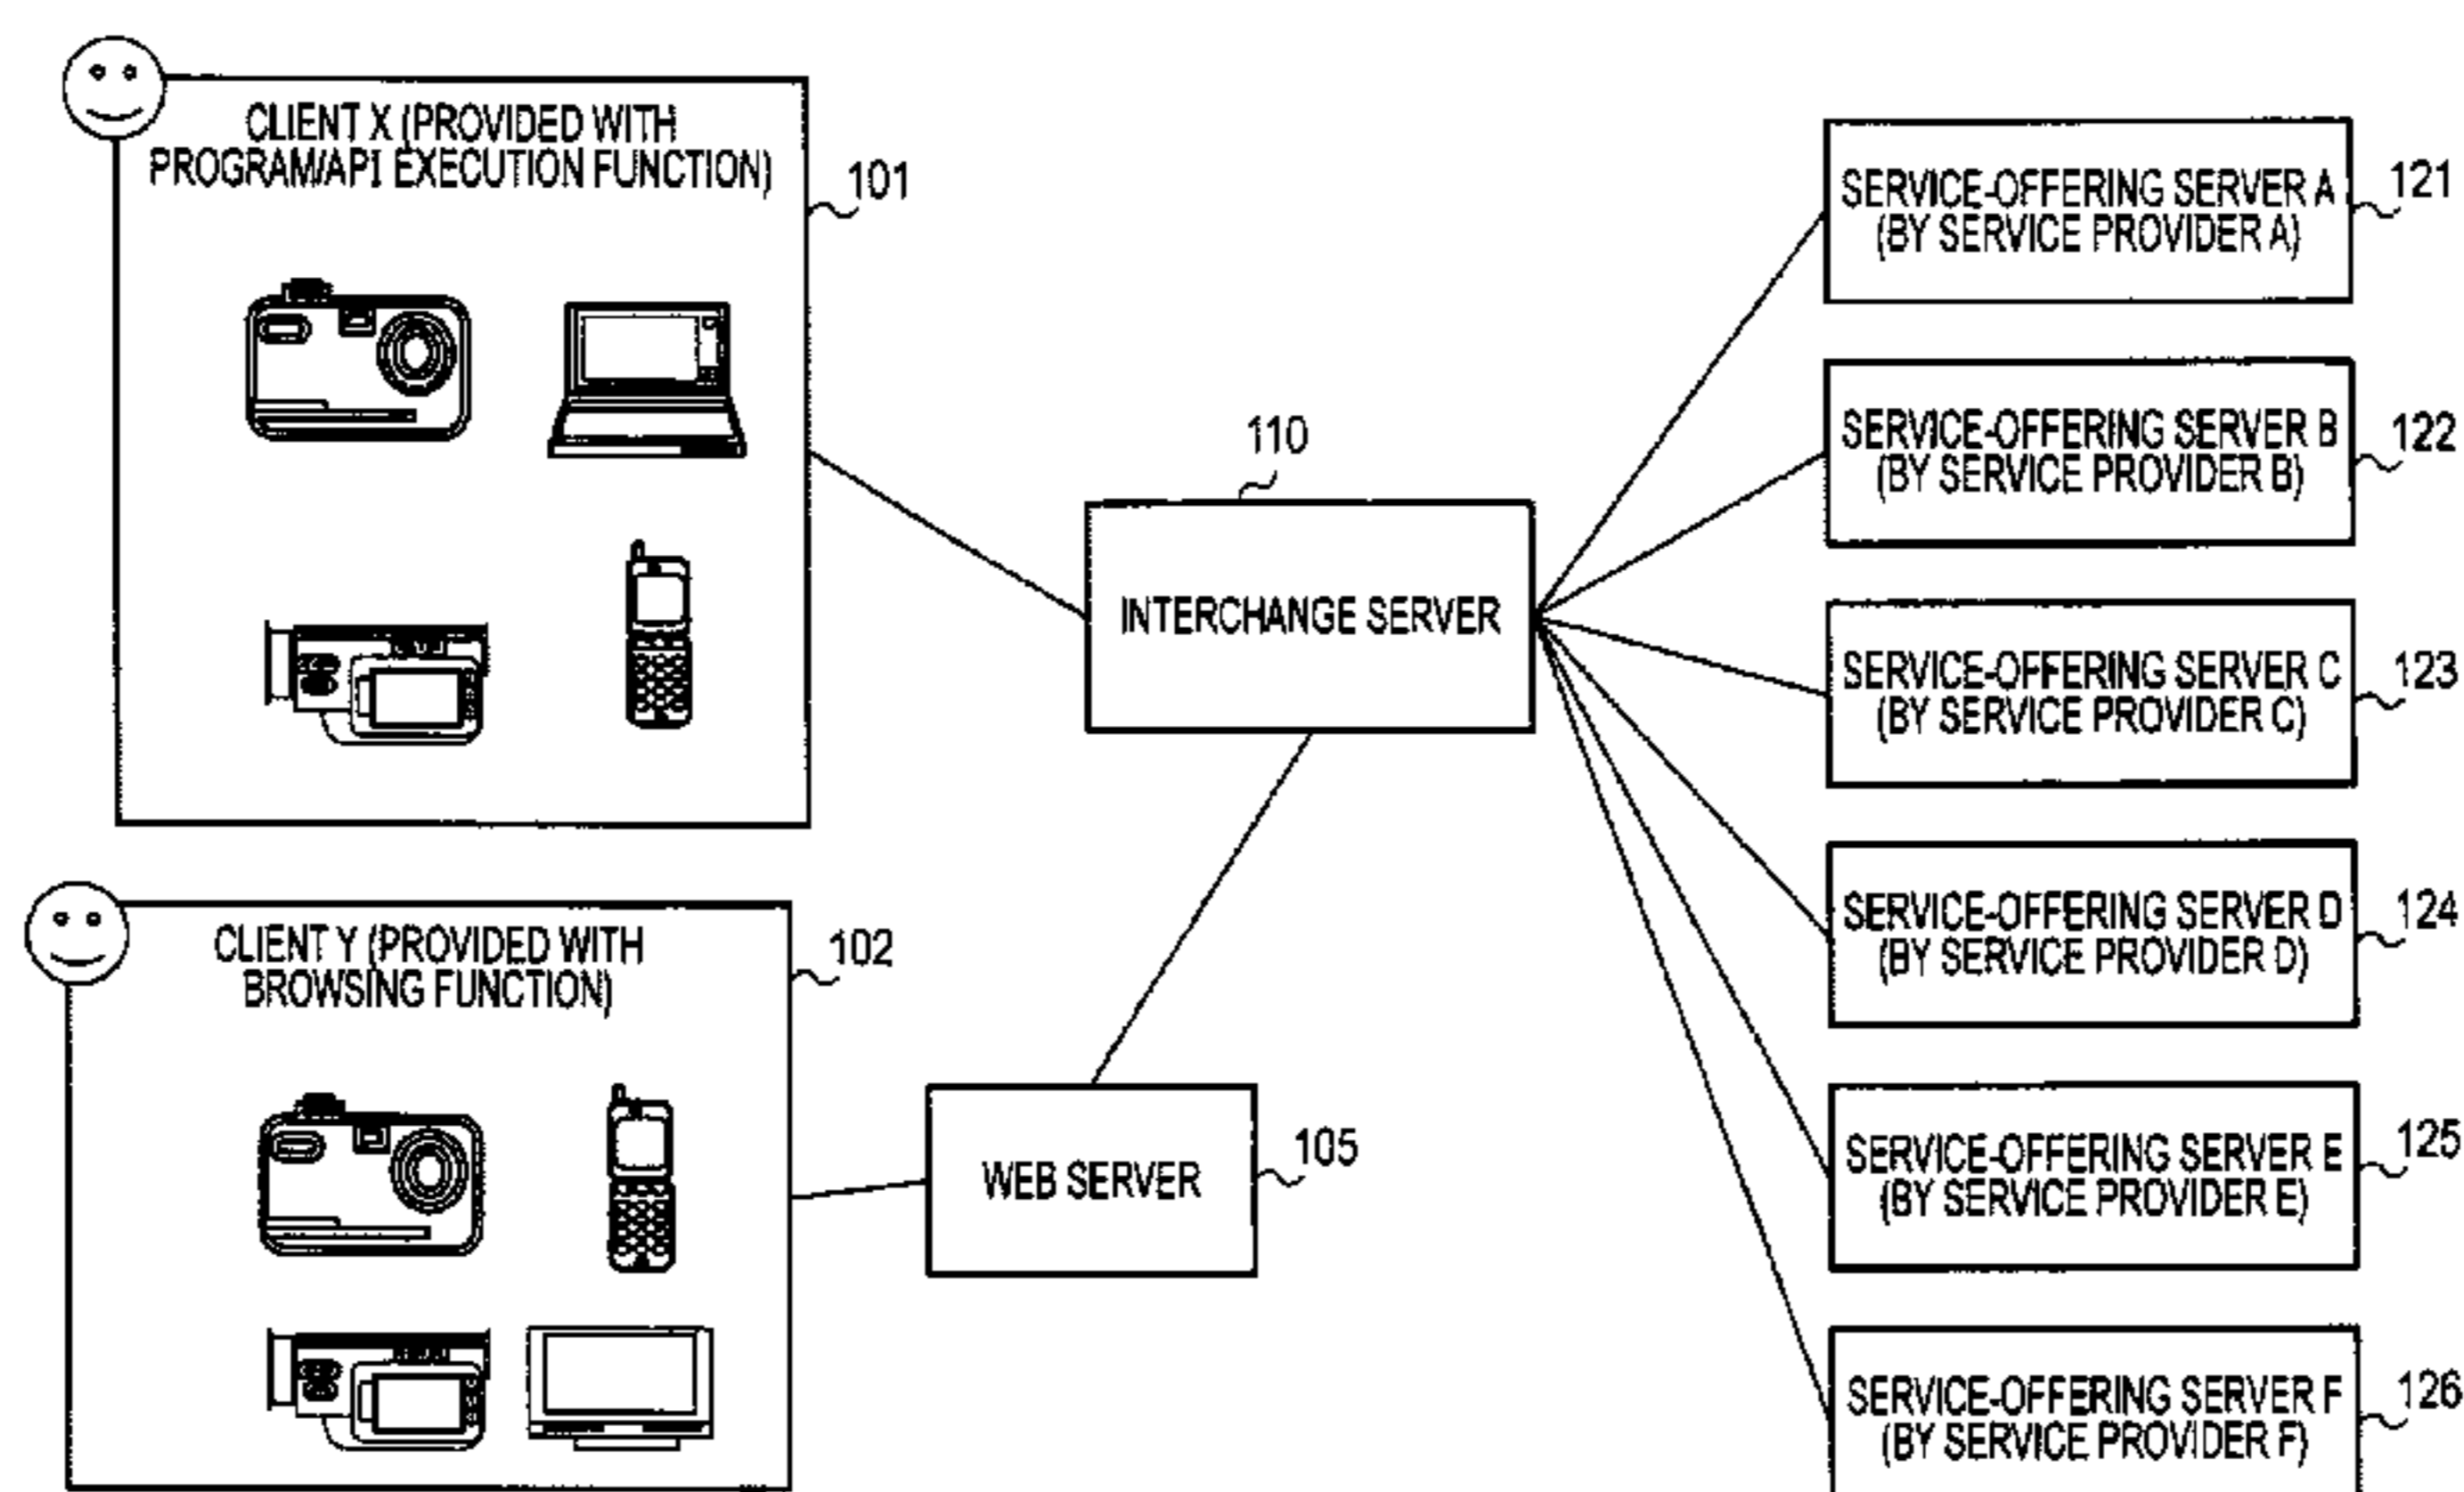 CLIENT X (PROVIDED WITH
PROGRAM/API EXECUTION FUNCTION)
101
CLIENT Y (PROVIDED WITH
BROWSING FUNCTION)
102
110
INTERCHANGE SERVER
WEB SERVER
105
SERVICE-OFFERING SERVER A
(BY SERVICE PROVIDER A)
121
SERVICE-OFFERING SERVER B
(BY SERVICE PROVIDER B)
122
SERVICE-OFFERING SERVER C
(BY SERVICE PROVIDER C)
123
SERVICE-OFFERING SERVER D
(BY SERVICE PROVIDER D)
124
SERVICE-OFFERING SERVER E
(BY SERVICE PROVIDER E)
125
SERVICE-OFFERING SERVER F
(BY SERVICE PROVIDER F)
126